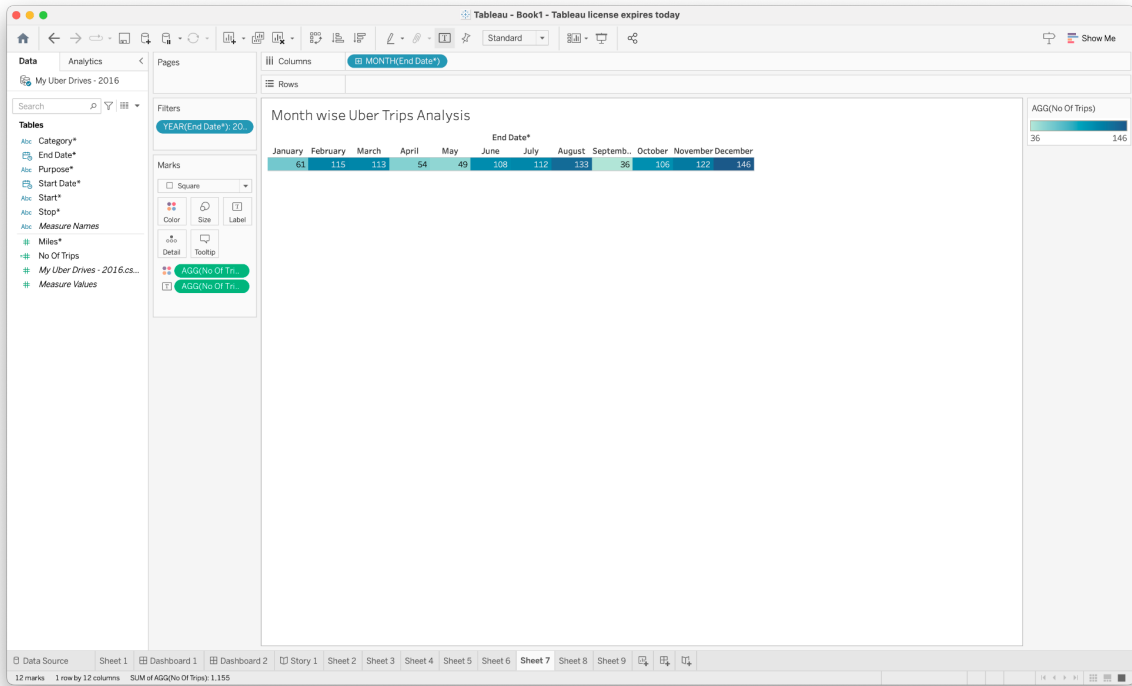 Tableau - Book1 - Tableau license expires today
Standard
Show Me
Data
Analytics
My Uber Drives - 2016
Search
Tables
Abc Category*
End Date*
Abc Purpose*
Start Date*
Abc Start*
Abc Stop*
Abc Measure Names
# Miles*
=# No Of Trips
# My Uber Drives - 2016.cs...
# Measure Values
Pages
Filters
YEAR(End Date*): 20..
Marks
Square
Color Size Label
Detail Tooltip
AGG(No Of Tri..
AGG(No Of Tri..
Columns
MONTH(End Date*)
Rows
Month wise Uber Trips Analysis
End Date*
January February March April May June July August Septemb.. October November December
61 115 113 54 49 108 112 133 36 106 122 146
AGG(No Of Trips)
36 146
Data Source Sheet 1 Dashboard 1 Dashboard 2 Story 1 Sheet 2 Sheet 3 Sheet 4 Sheet 5 Sheet 6 Sheet 7 Sheet 8 Sheet 9
12 marks 1 row by 12 columns SUM of AGG(No Of Trips): 1,155